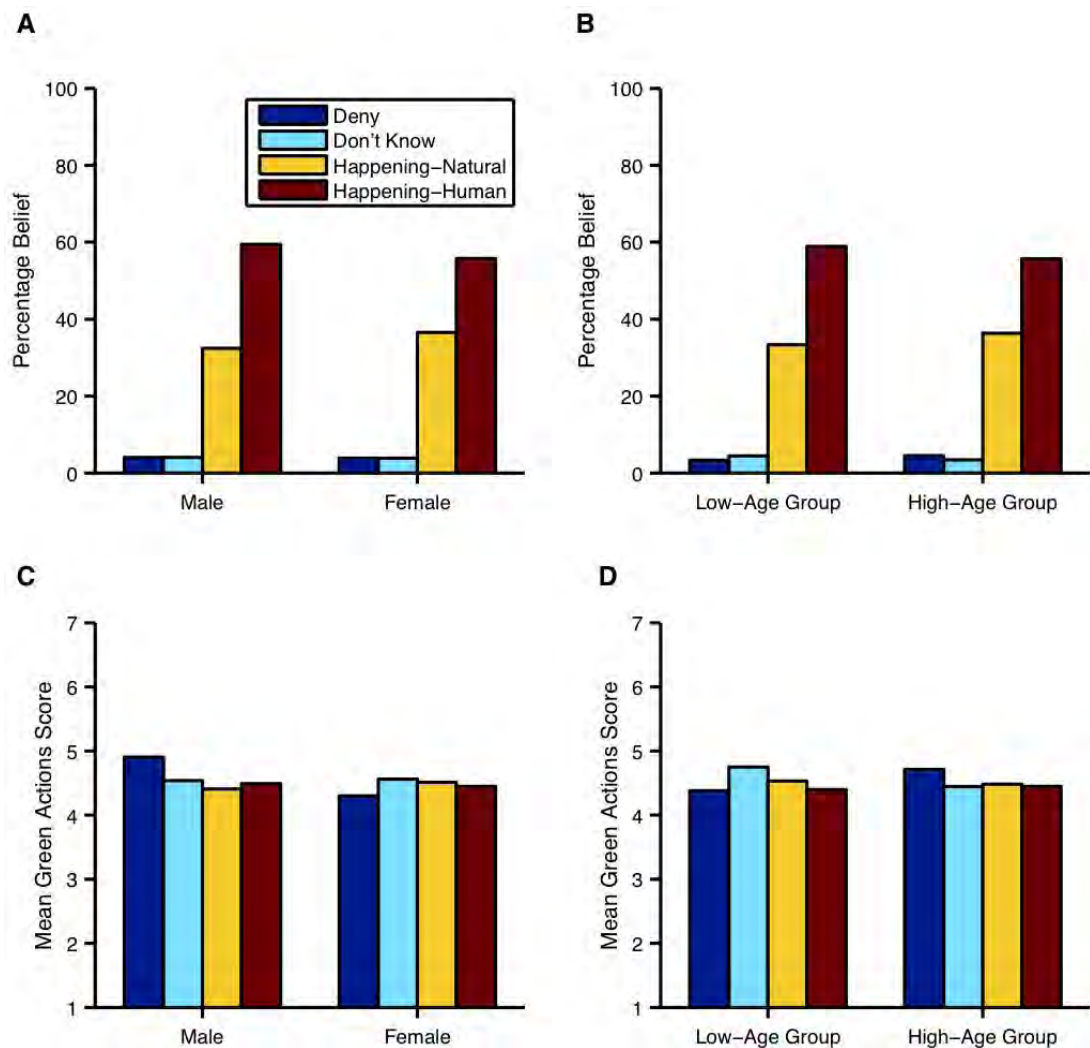 A
Percentage Belief
100
80
60
40
20
0
Deny
Don't Know
Happening–Natural
Happening–Human
Male
Female
B
Percentage Belief
100
80
60
40
20
0
Low–Age Group
High–Age Group
C
Mean Green Actions Score
7
6
5
4
3
2
1
Male
Female
D
Mean Green Actions Score
7
6
5
4
3
2
1
Low–Age Group
High–Age Group